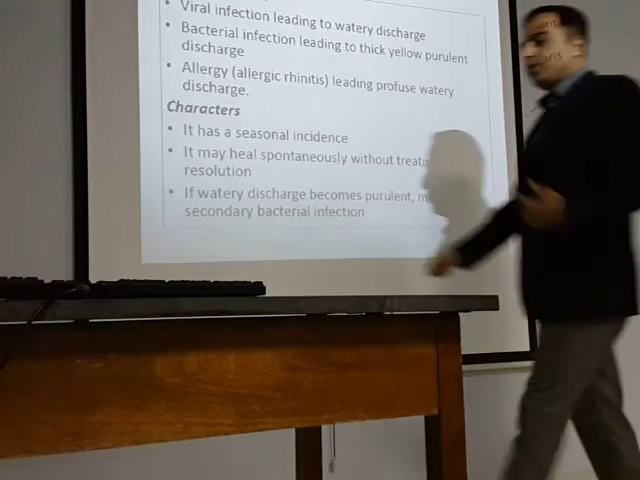 • Viral infection leading to watery discharge
• Bacterial infection leading to thick yellow purulent
discharge
• Allergy (allergic rhinitis) leading profuse watery
discharge.
Characters
• It has a seasonal incidence
• It may heal spontaneously without
resolution
• If watery discharge becomes purulent,
secondary bacterial infection